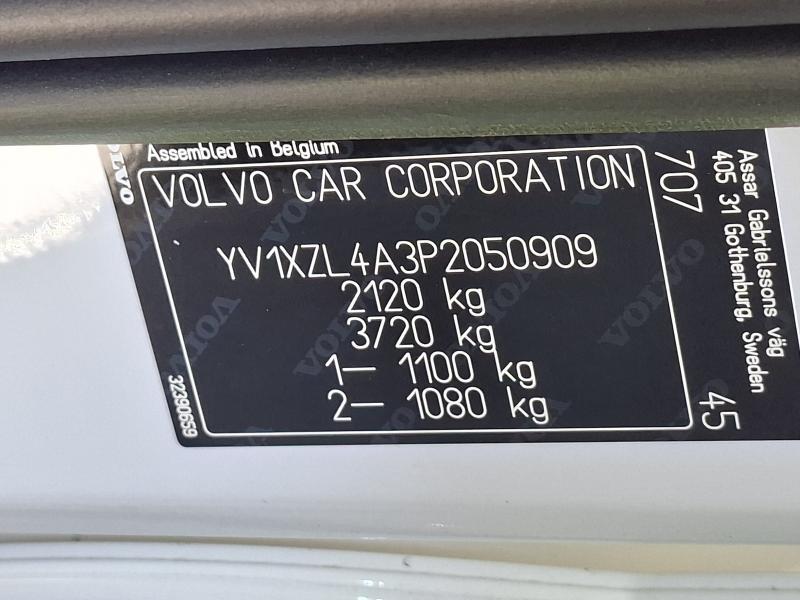 Assembled in Belgium
VOLVO CAR CORPORATION
YV1XZL4A3P2050909
2120 kg
3720 kg
1– 1100 kg
2– 1080 kg
707
45
Assar Gabrielssons väg
405 31 Gothenburg, Sweden
32390659
VOLVO